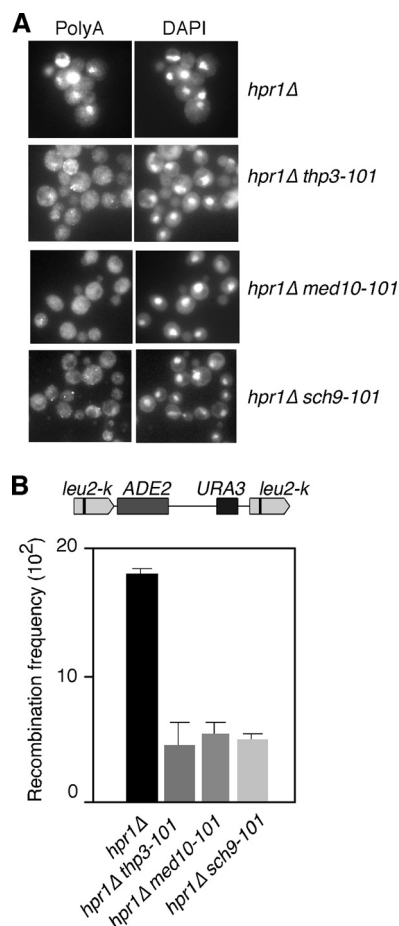 A
PolyA DAPI
hpr1Δ
hpr1Δ thp3-101
hpr1Δ med10-101
hpr1Δ sch9-101
B
leu2-k ADE2 URA3 leu2-k
Recombination frequency (10²)
20
10
0
hpr1Δ
hpr1Δ thp3-101
hpr1Δ med10-101
hpr1Δ sch9-101